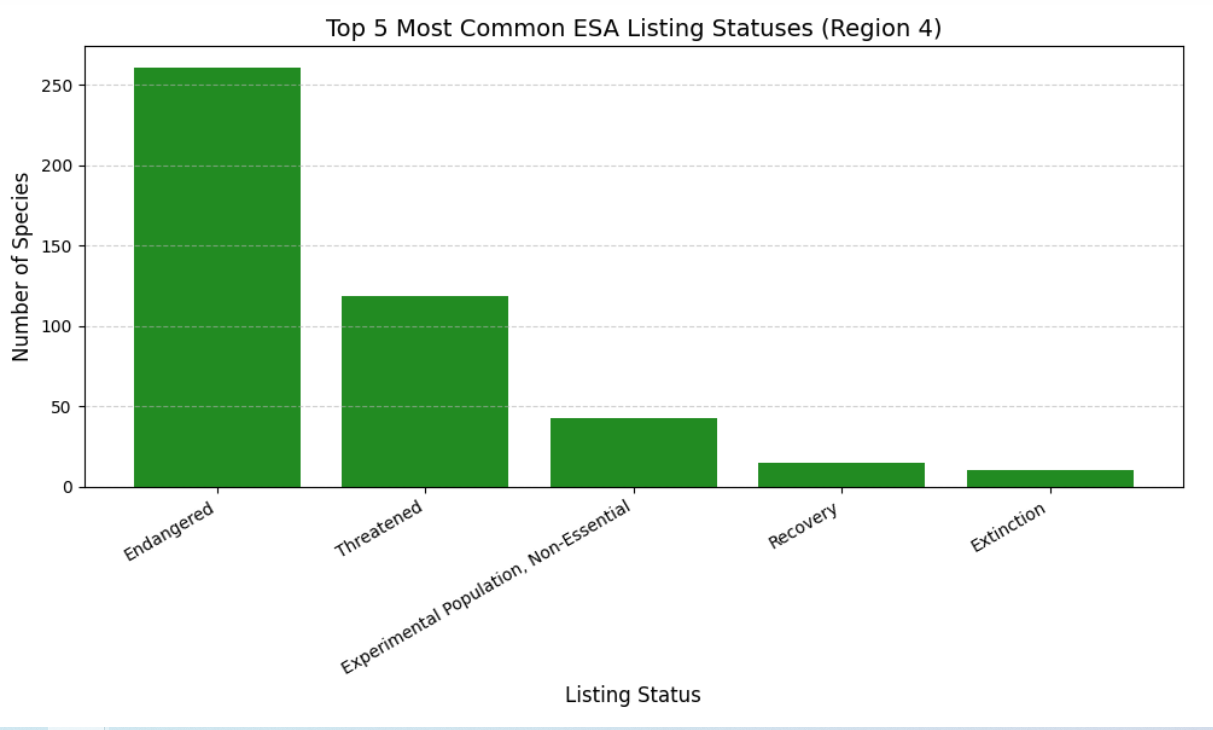 Top 5 Most Common ESA Listing Statuses (Region 4)
Number of Species
250
200
150
100
50
0
Endangered
Threatened
Experimental Population, Non-Essential
Recovery
Extinction
Listing Status